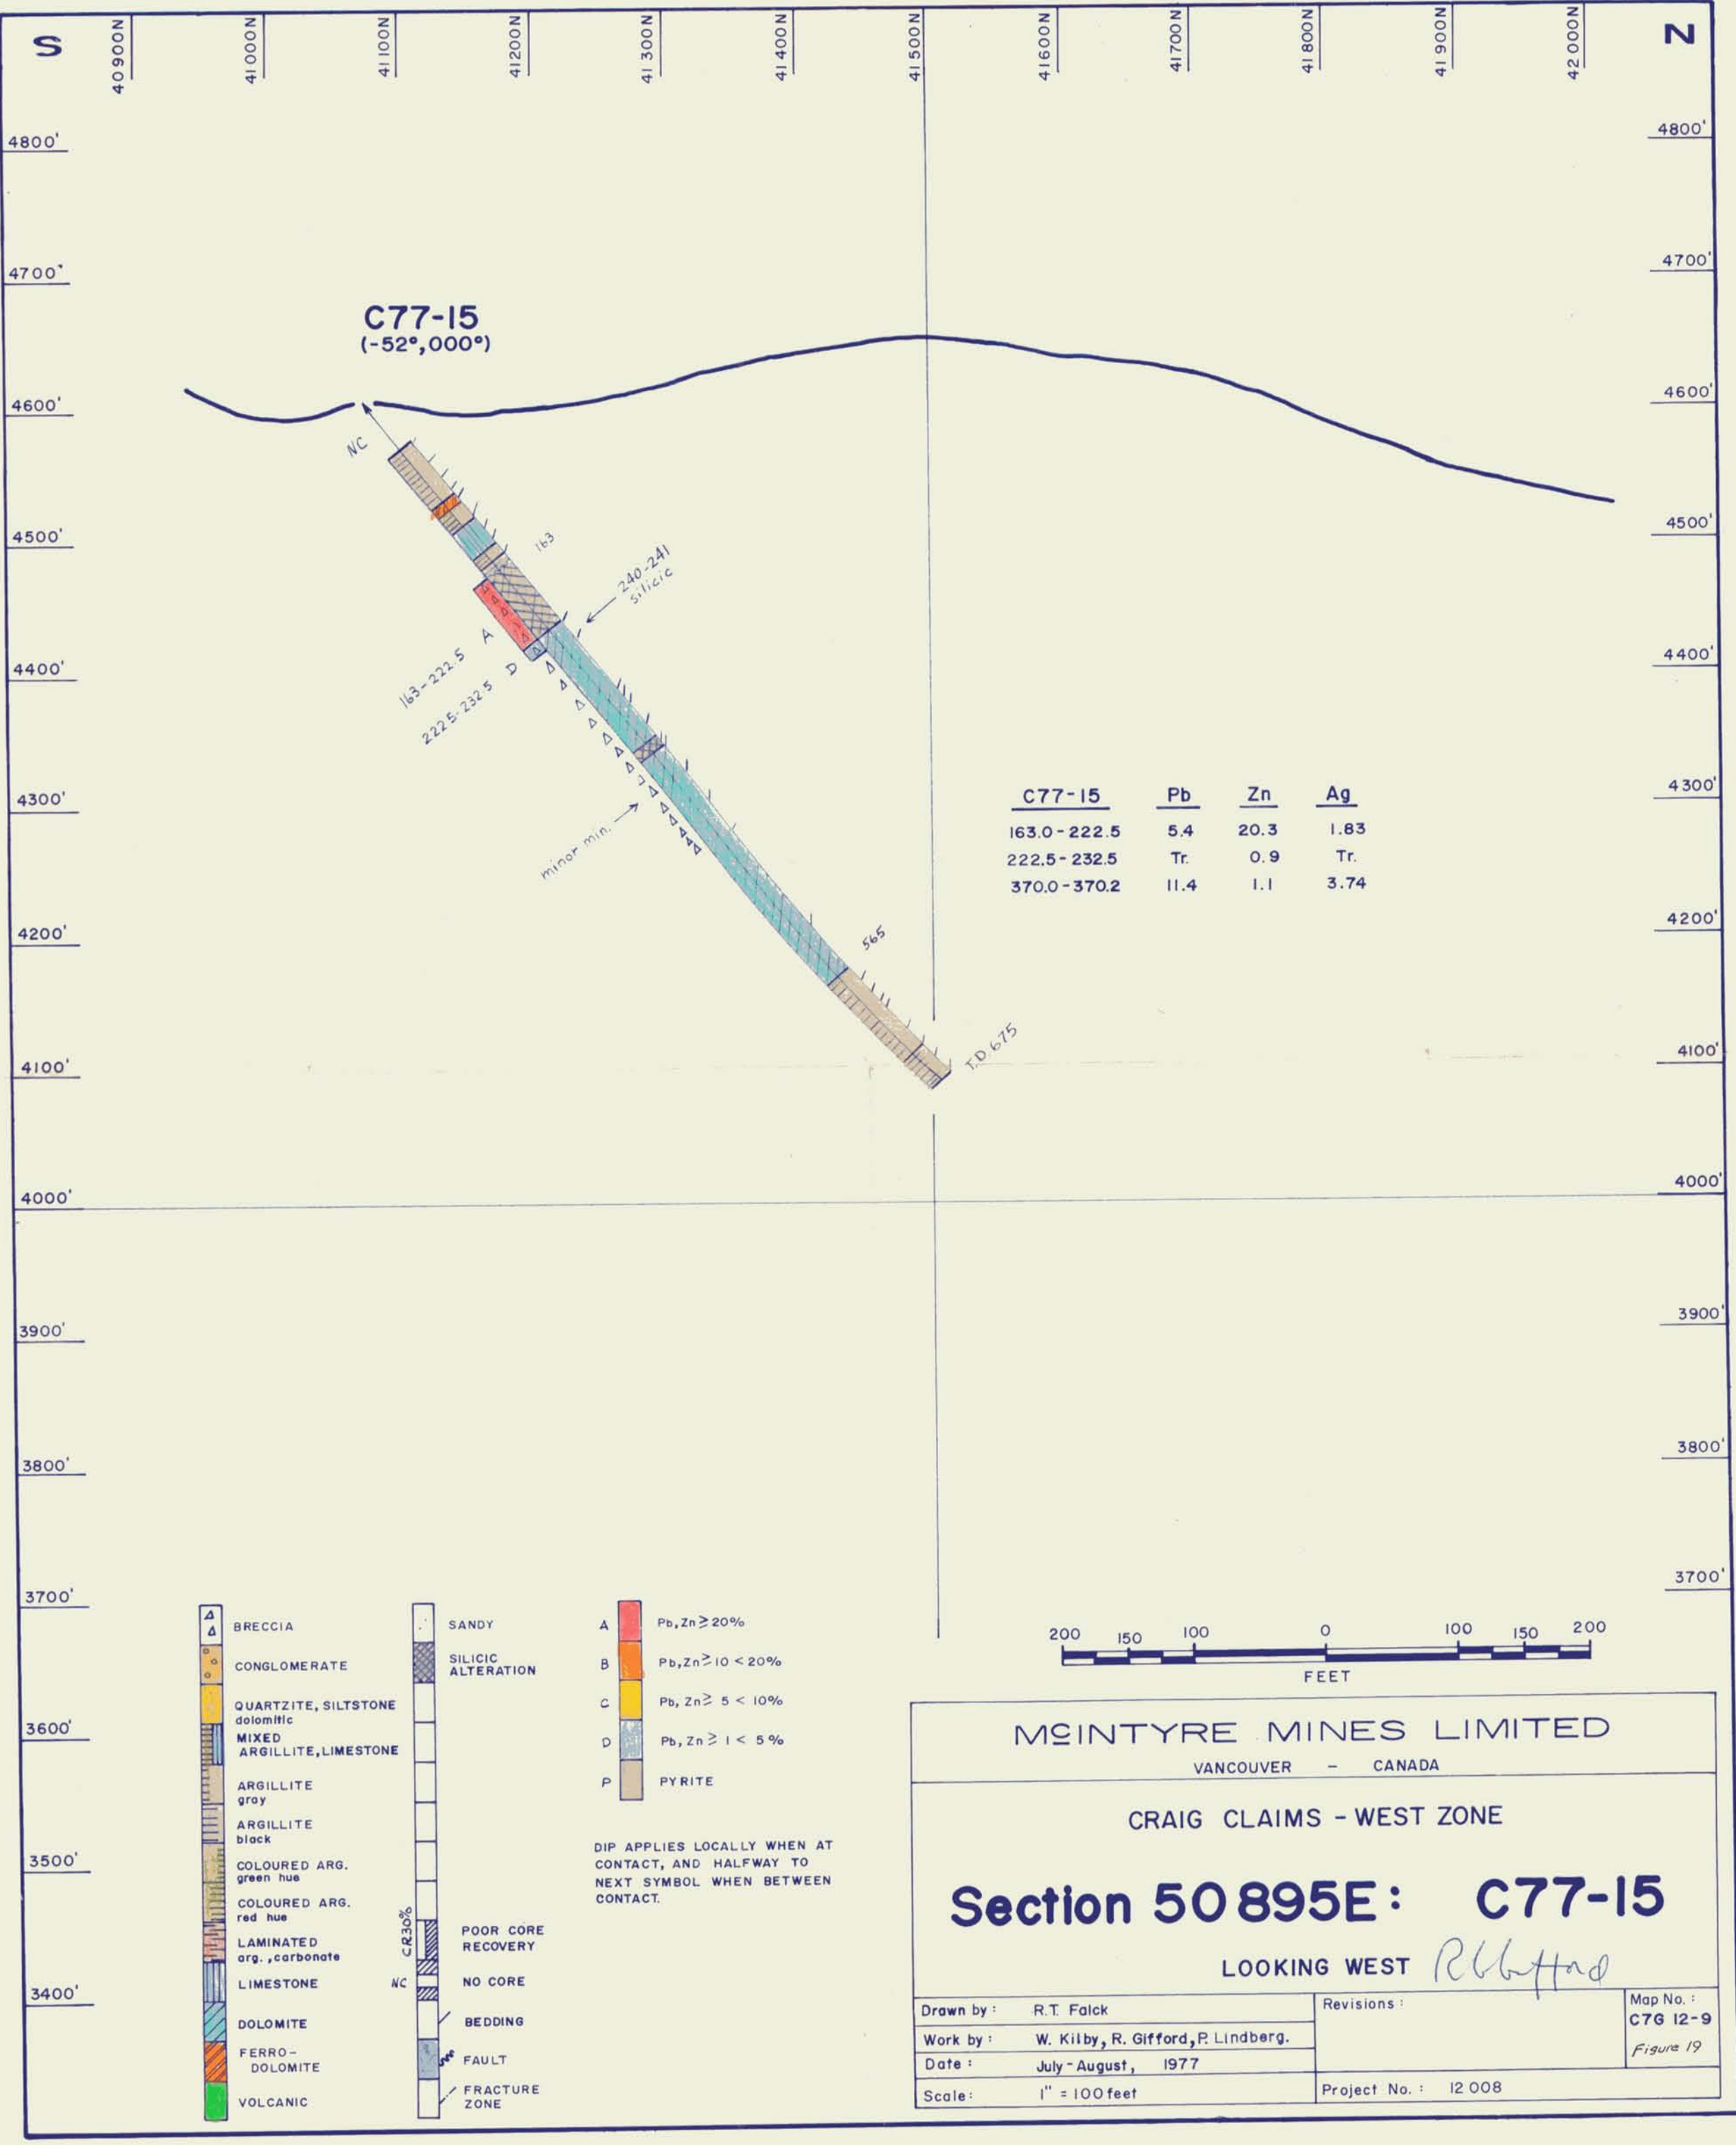 S
40900N
41000N
41100N
41200N
41300N
41400N
41500N
41600N
41700N
41800N
41900N
42000N
N
4800'
4800'
4700'
4700'
C77-15
(-52°,000°)
4600'
4600'
NC
4500'
4500'
163
240-241
silicic
A
4400'
4400'
D
163-222.5
222.5-232.5
4300'
4300'
C77-15 Pb Zn Ag
163.0-222.5 5.4 20.3 1.83
222.5-232.5 Tr. 0.9 Tr.
370.0-370.2 11.4 1.1 3.74
minor min.
4200'
4200'
565
T.D. 675
4100'
4100'
4000'
4000'
3900'
3900'
3800'
3800'
3700'
3700'
3600'
3500'
3400'
BRECCIA
CONGLOMERATE
QUARTZITE, SILTSTONE
dolomitic
MIXED
ARGILLITE, LIMESTONE
ARGILLITE
gray
ARGILLITE
black
COLOURED ARG.
green hue
COLOURED ARG.
red hue
LAMINATED
arg., carbonate
LIMESTONE
DOLOMITE
FERRO-
DOLOMITE
VOLCANIC
SANDY
SILICIC
ALTERATION
CR30%
POOR CORE
RECOVERY
NC NO CORE
BEDDING
FAULT
FRACTURE
ZONE
A Pb, Zn ≥ 20%
B Pb, Zn ≥ 10 < 20%
C Pb, Zn ≥ 5 < 10%
D Pb, Zn ≥ 1 < 5%
P PYRITE
DIP APPLIES LOCALLY WHEN AT
CONTACT, AND HALFWAY TO
NEXT SYMBOL WHEN BETWEEN
CONTACT.
200 150 100 0 100 150 200
FEET
McINTYRE MINES LIMITED
VANCOUVER - CANADA
CRAIG CLAIMS - WEST ZONE
Section 50895E: C77-15
LOOKING WEST
Drawn by: R.T. Falck
Work by: W. Kilby, R. Gifford, P. Lindberg.
Date: July-August, 1977
Scale: 1" = 100 feet
Revisions:
Project No.: 12 008
Map No.:
C7G 12-9
Figure 19